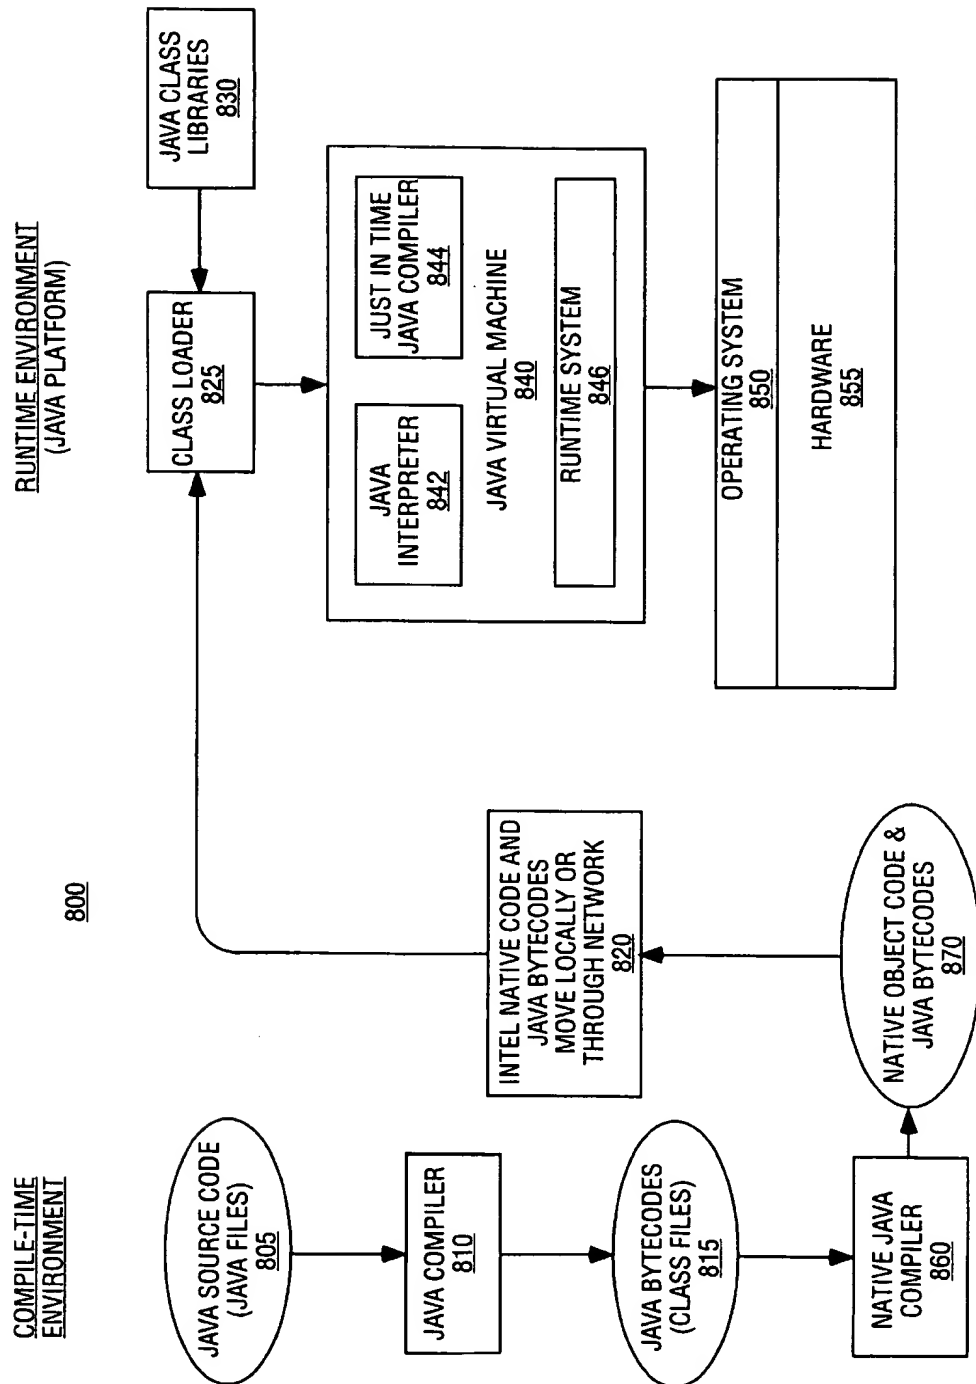 COMPILE-TIME
ENVIRONMENT
800
RUNTIME ENVIRONMENT
(JAVA PLATFORM)
JAVA SOURCE CODE
(JAVA FILES)
805
JAVA COMPILER
810
JAVA BYTECODES
(CLASS FILES)
815
NATIVE JAVA
COMPILER
860
NATIVE OBJECT CODE &
JAVA BYTECODES
870
INTEL NATIVE CODE AND
JAVA BYTECODES
MOVE LOCALLY OR
THROUGH NETWORK
820
CLASS LOADER
825
JAVA CLASS
LIBRARIES
830
JAVA
INTERPRETER
842
JUST IN TIME
JAVA COMPILER
844
JAVA VIRTUAL MACHINE
840
RUNTIME SYSTEM
846
OPERATING SYSTEM
850
HARDWARE
855